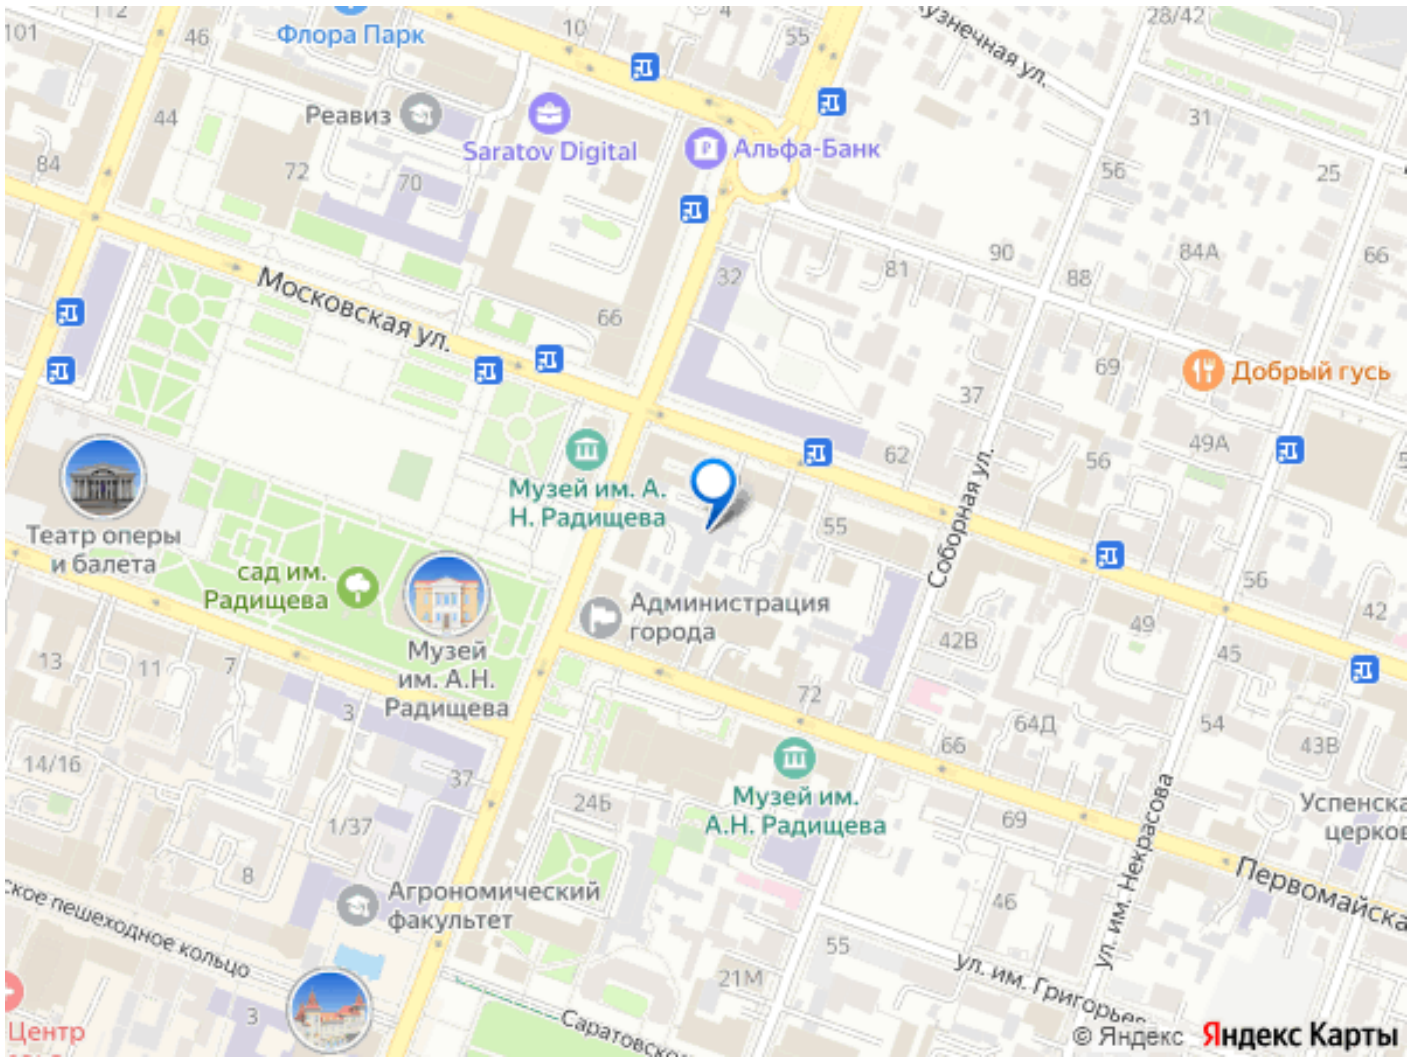 101
46
Флора Парк
10
4
55
Кузнечная ул.
28/42
44
Реавиз
Saratov Digital
Альфа-Банк
31
84
72
70
56
25
Московская ул.
66
32
81
90
88
84А
66
69
Добрый гусь
37
49А
62
56
Музей им. А.
Н. Радищева
55
Соборная ул.
Театр оперы
и балета
сад им.
Радищева
Администрация
города
56
42
13
11
7
Музей
им. А.Н.
Радищева
3
42В
49
45
72
64Д
54
66
43В
14/16
37
24Б
Музей им.
А.Н. Радищева
69
ул. им. Некрасова
Успенска
церков
1/37
8
Агрономический
факультет
46
Первомайска
ское пешеходное кольцо
55
21М
ул. им. Григорьев
3
Центр
Саратовско
© Яндекс Яндекс Карты